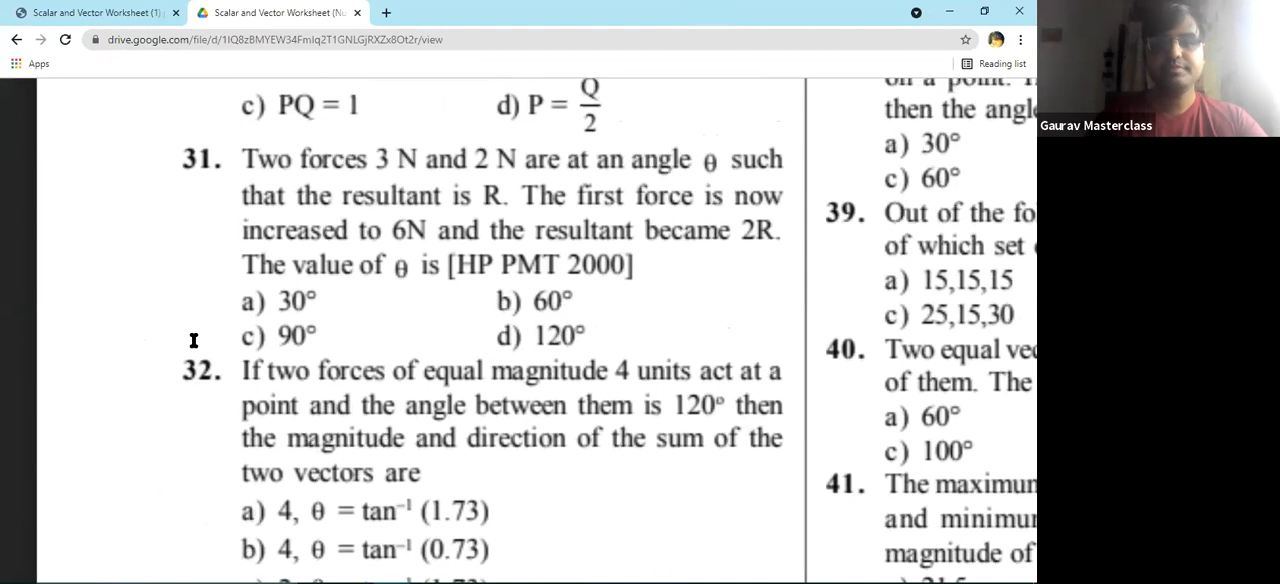 Scalar and Vector Worksheet (1)
Scalar and Vector Worksheet (Nu
drive.google.com/file/d/1IQ8zBMYEW34FmIq2T1GNLGjRXZx8Ot2r/view
Apps
Reading list
c) PQ = 1
d) P = Q/2
31. Two forces 3 N and 2 N are at an angle θ such
that the resultant is R. The first force is now
increased to 6N and the resultant became 2R.
The value of θ is [HP PMT 2000]
a) 30°
b) 60°
c) 90°
d) 120°
32. If two forces of equal magnitude 4 units act at a
point and the angle between them is 120° then
the magnitude and direction of the sum of the
two vectors are
a) 4, θ = tan⁻¹ (1.73)
b) 4, θ = tan⁻¹ (0.73)
on a point.
then the angle
a) 30°
c) 60°
39. Out of the fo
of which set
a) 15,15,15
c) 25,15,30
40. Two equal vec
of them. The
a) 60°
c) 100°
41. The maximum
and minimu
magnitude of
Gaurav Masterclass